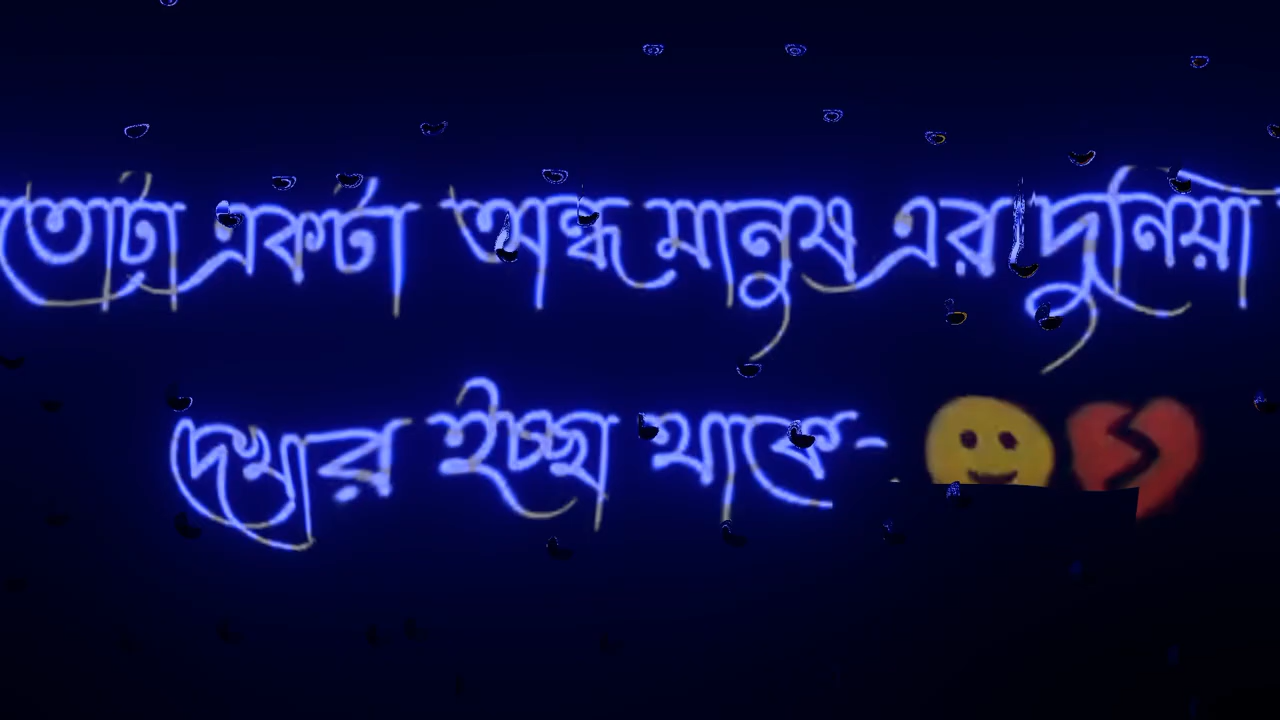 তোটা একটা অন্ধ মানুষ এর দুনিয়া
দেখার ইচ্ছা থাকে- 🙂💔